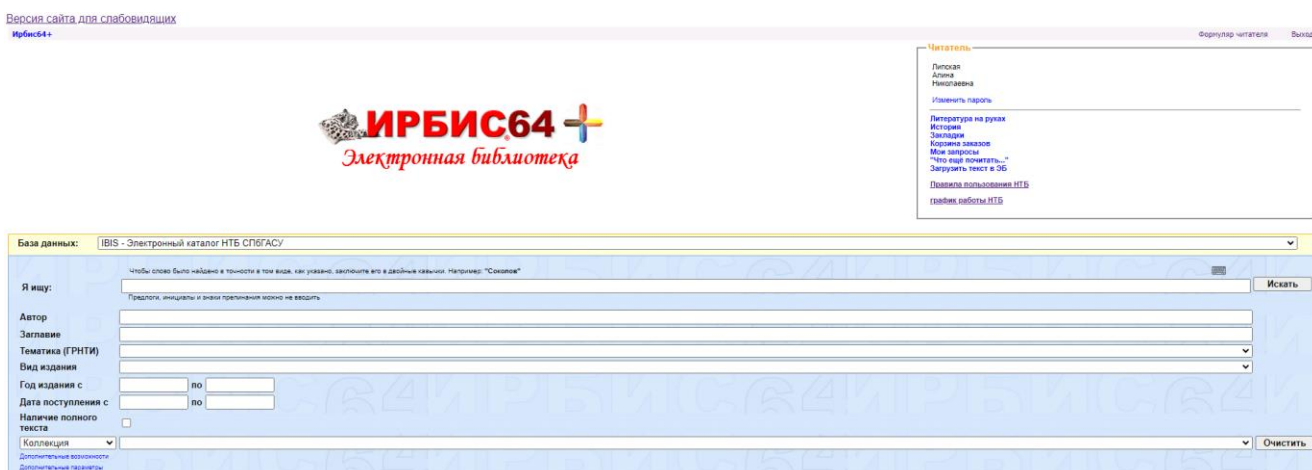 Версия сайта для слабовидящих
Ирбис64+
Формуляр читателя Выход
Читатель
Липская
Алина
Николаевна
Изменить пароль
Литература на руках
История
Закладки
Корзина заказов
Мои запросы
"Что ещё почитать..."
Загрузить текст в ЭБ
Правила пользования НТБ
график работы НТБ
ИРБИС64+
Электронная библиотека
База данных: IBIS - Электронный каталог НТБ СПбГАСУ
Чтобы слово было найдено в точности в том виде, как указано, заключите его в двойные кавычки. Например: "Соколов"
Я ищу: Искать
Предлоги, инициалы и знаки препинания можно не вводить
Автор
Заглавие
Тематика (ГРНТИ)
Вид издания
Год издания с по
Дата поступления с по
Наличие полного
текста
Коллекция Очистить
Дополнительные возможности
Дополнительные параметры